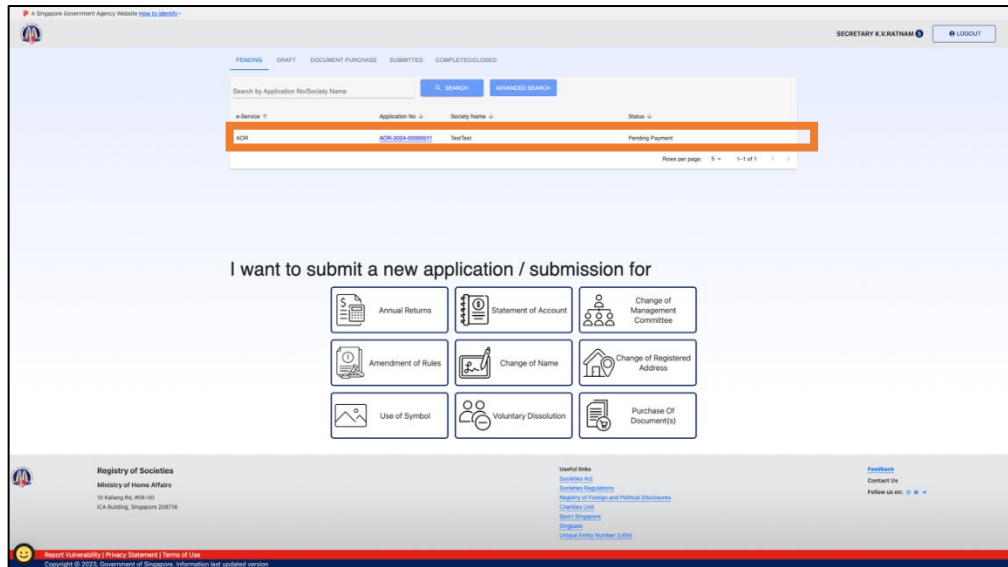 A Singapore Government Agency Website How to identify
SECRETARY K.V.RATNAM S
LOGOUT
PENDING DRAFT DOCUMENT PURCHASE SUBMITTED COMPLETED/CLOSED
Search by Application No/Society Name
SEARCH
ADVANCED SEARCH
e-Service ↑ Application No ↓ Society Name ↓ Status ↓
AOR AOR-2024-00000011 TestTest Pending Payment
Rows per page: 5 1-1 of 1
I want to submit a new application / submission for
Annual Returns
Statement of Account
Change of
Management
Committee
Amendment of Rules
Change of Name
Change of Registered
Address
Use of Symbol
Voluntary Dissolution
Purchase Of
Document(s)
Registry of Societies
Ministry of Home Affairs
10 Kallang Rd, #06-00
ICA Building, Singapore 208718
Useful links
Societies Act
Societies Regulations
Registry of Foreign and Political Disclosures
Charities Unit
Sport Singapore
Singpass
Unique Entity Number (UEN)
Feedback
Contact Us
Follow us on:
Report Vulnerability | Privacy Statement | Terms of Use
Copyright © 2023, Government of Singapore. Information last updated version